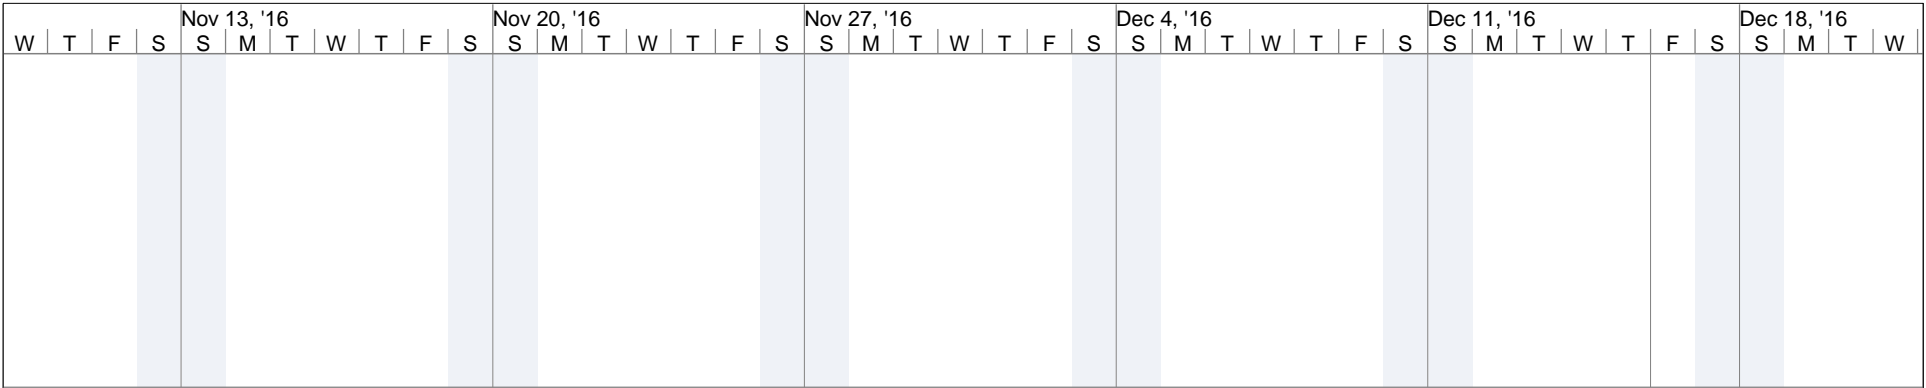 Nov 13, '16 Nov 20, '16 Nov 27, '16 Dec 4, '16 Dec 11, '16 Dec 18, '16
W T F S S M T W T F S S M T W T F S S M T W T F S S M T W T F S S M T W T F S S M T W